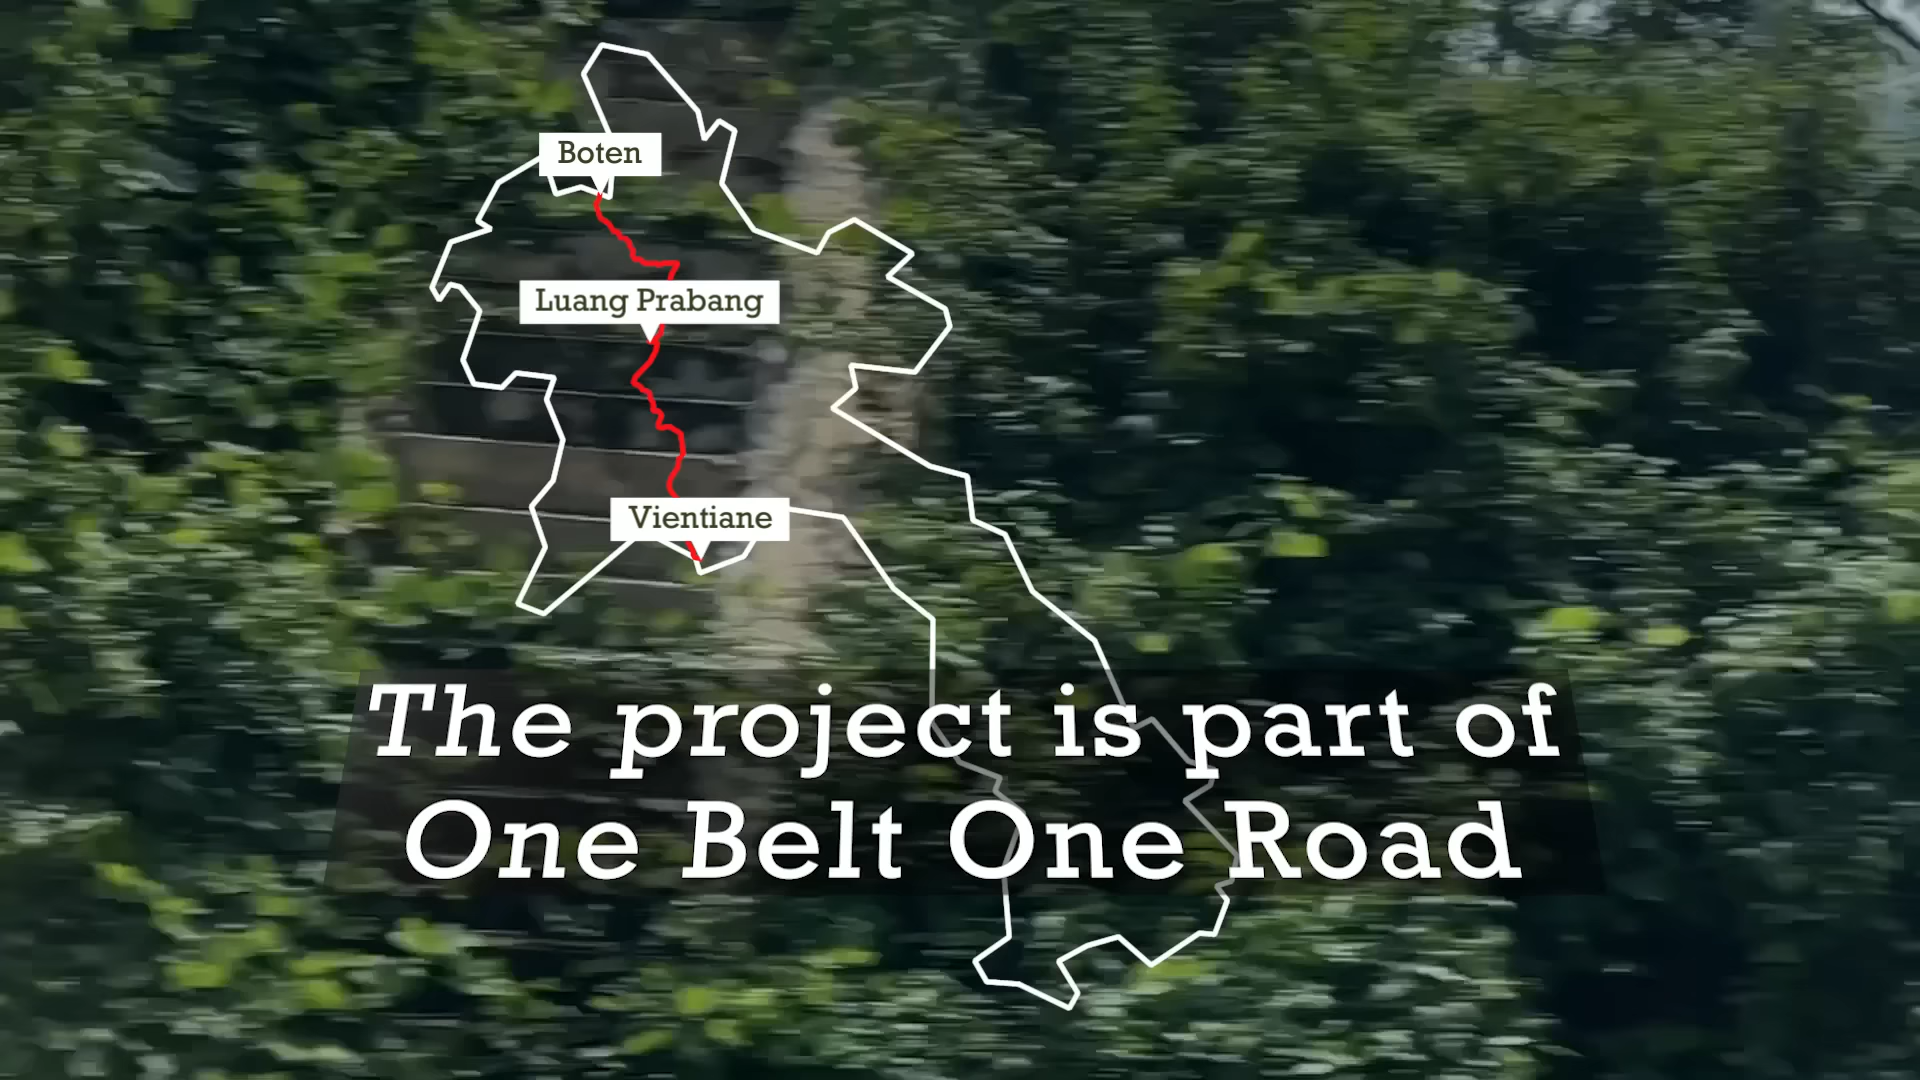 Boten
Luang Prabang
Vientiane
The project is part of
One Belt One Road